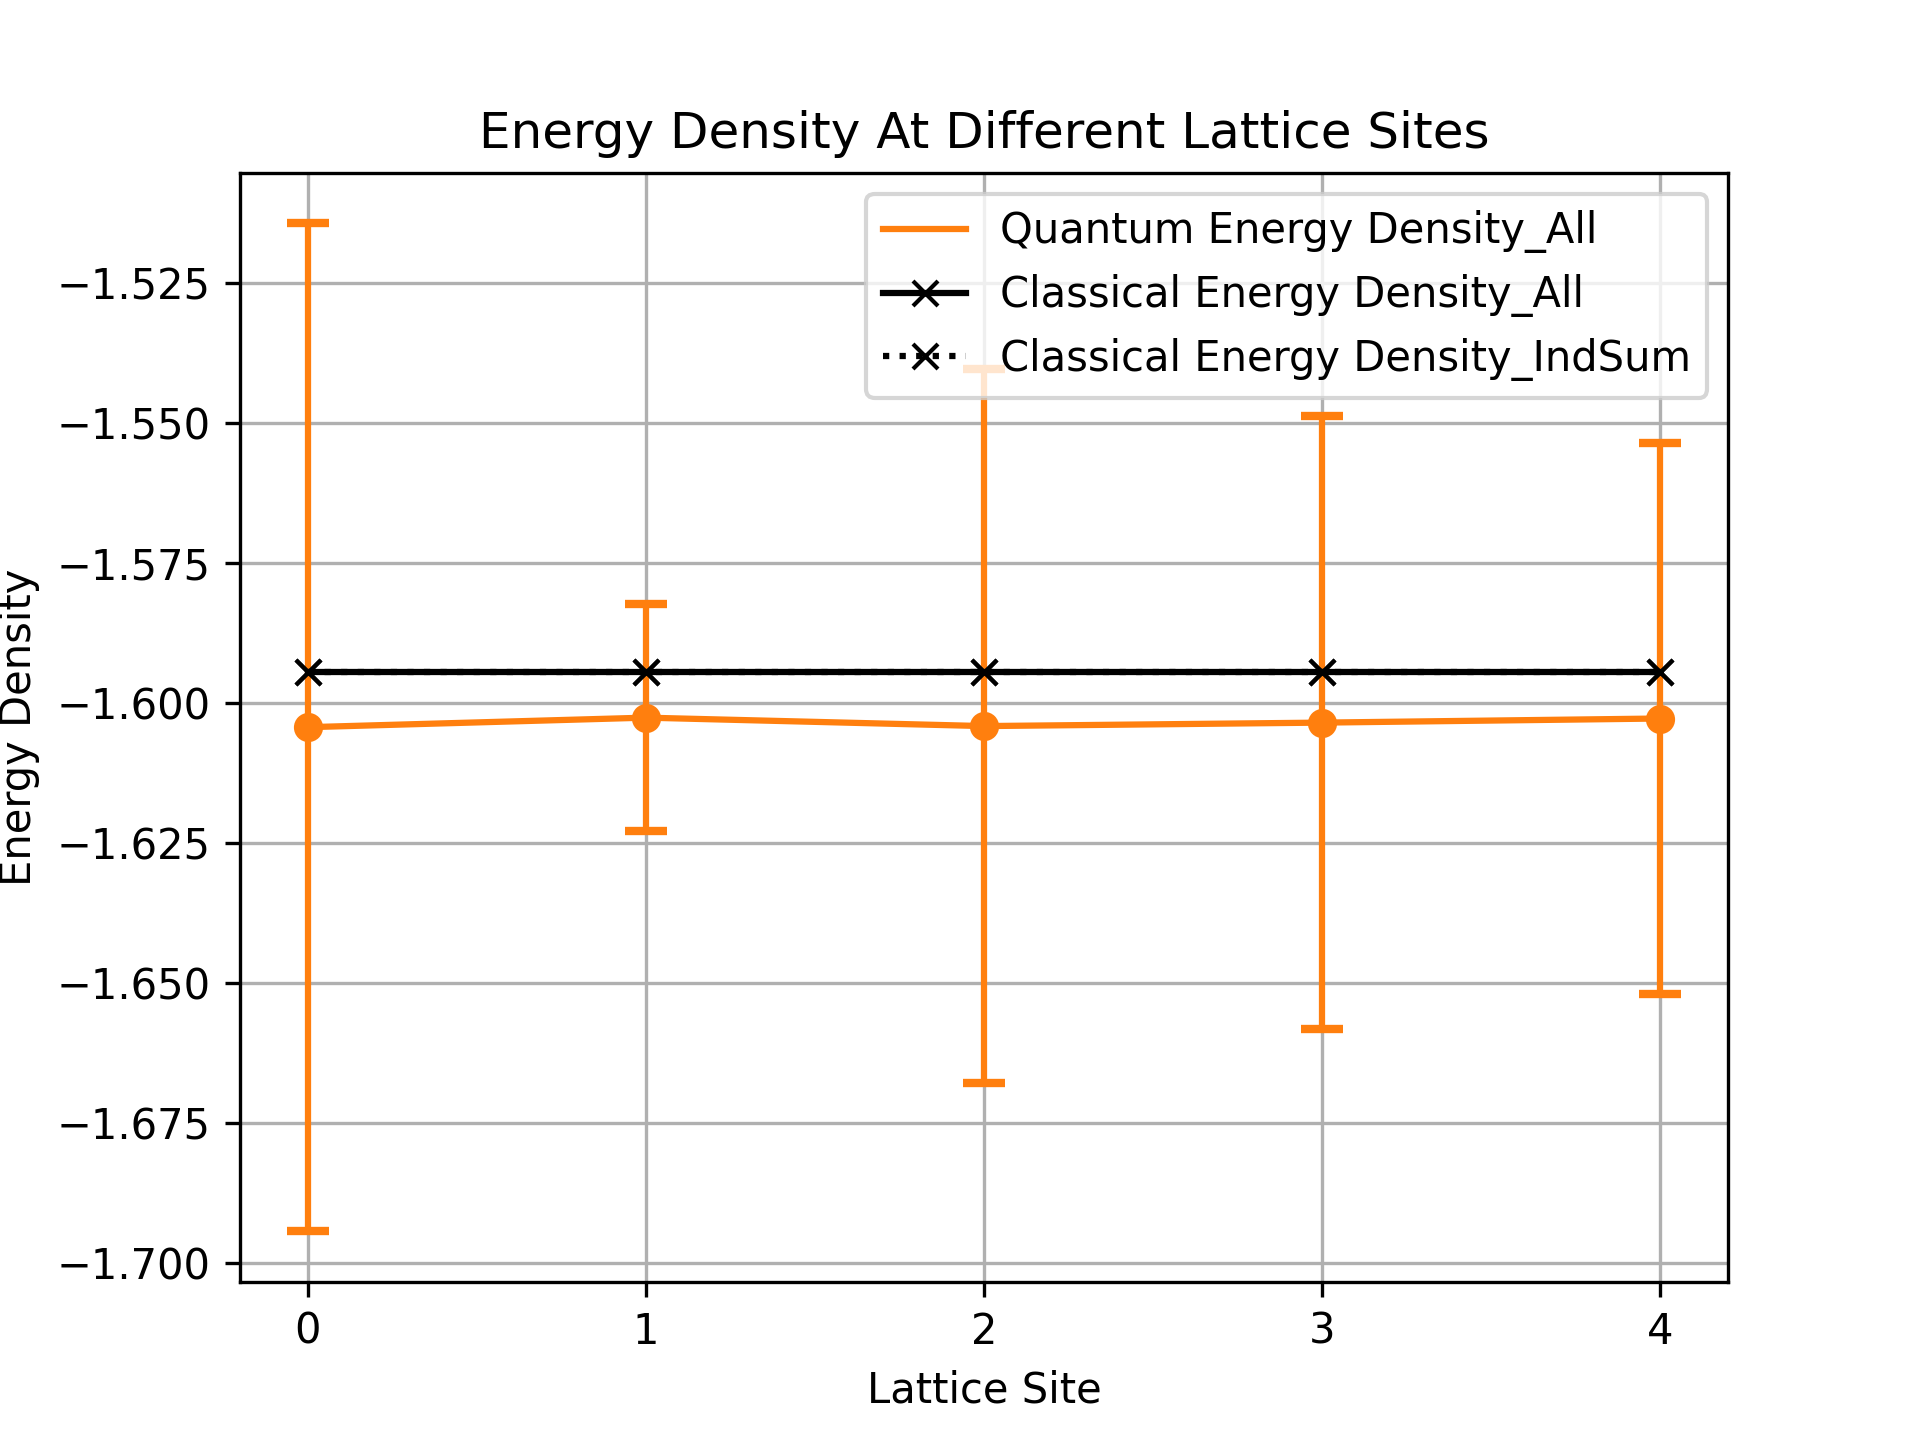 Energy Density At Different Lattice Sites
Quantum Energy Density_All
Classical Energy Density_All
Classical Energy Density_IndSum
−1.525
−1.550
−1.575
−1.600
−1.625
−1.650
−1.675
−1.700
Energy Density
0 1 2 3 4
Lattice Site